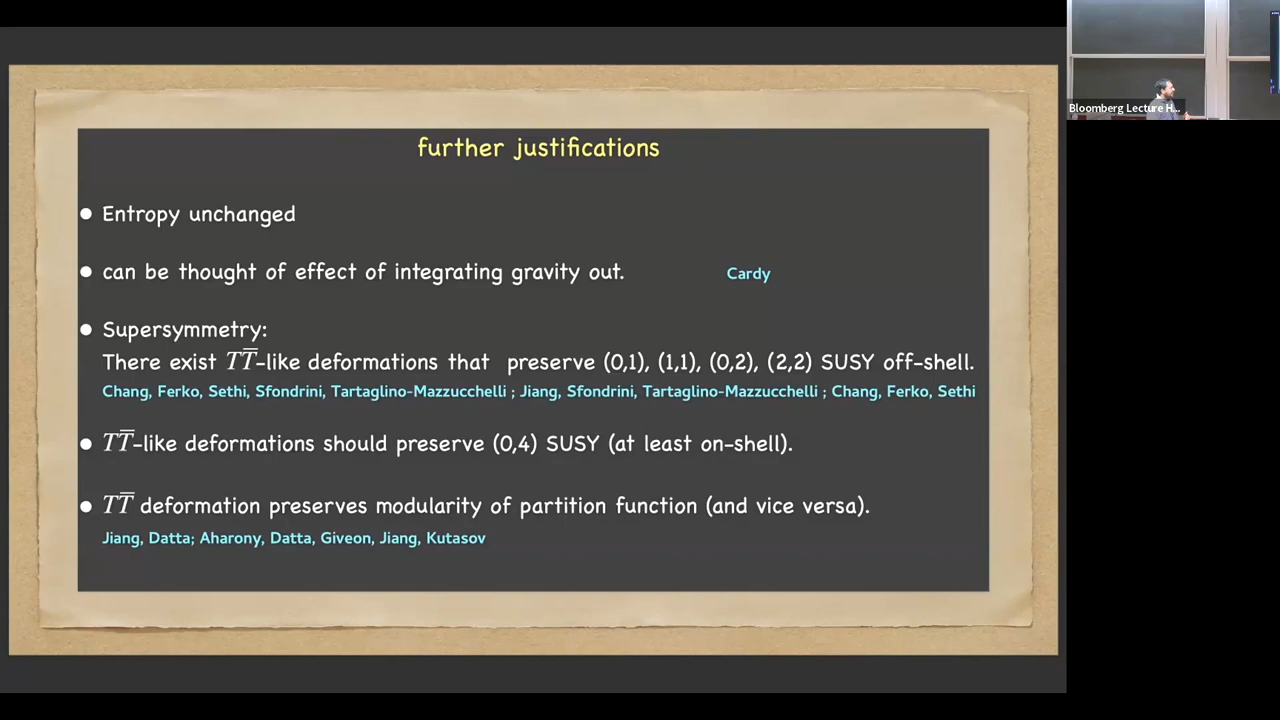 further justifications
Bloomberg Lecture H...
● Entropy unchanged
● can be thought of effect of integrating gravity out. Cardy
● Supersymmetry:
There exist TT̅-like deformations that preserve (0,1), (1,1), (0,2), (2,2) SUSY off-shell.
Chang, Ferko, Sethi, Sfondrini, Tartaglino-Mazzucchelli ; Jiang, Sfondrini, Tartaglino-Mazzucchelli ; Chang, Ferko, Sethi
● TT̅-like deformations should preserve (0,4) SUSY (at least on-shell).
● TT̅ deformation preserves modularity of partition function (and vice versa).
Jiang, Datta; Aharony, Datta, Giveon, Jiang, Kutasov